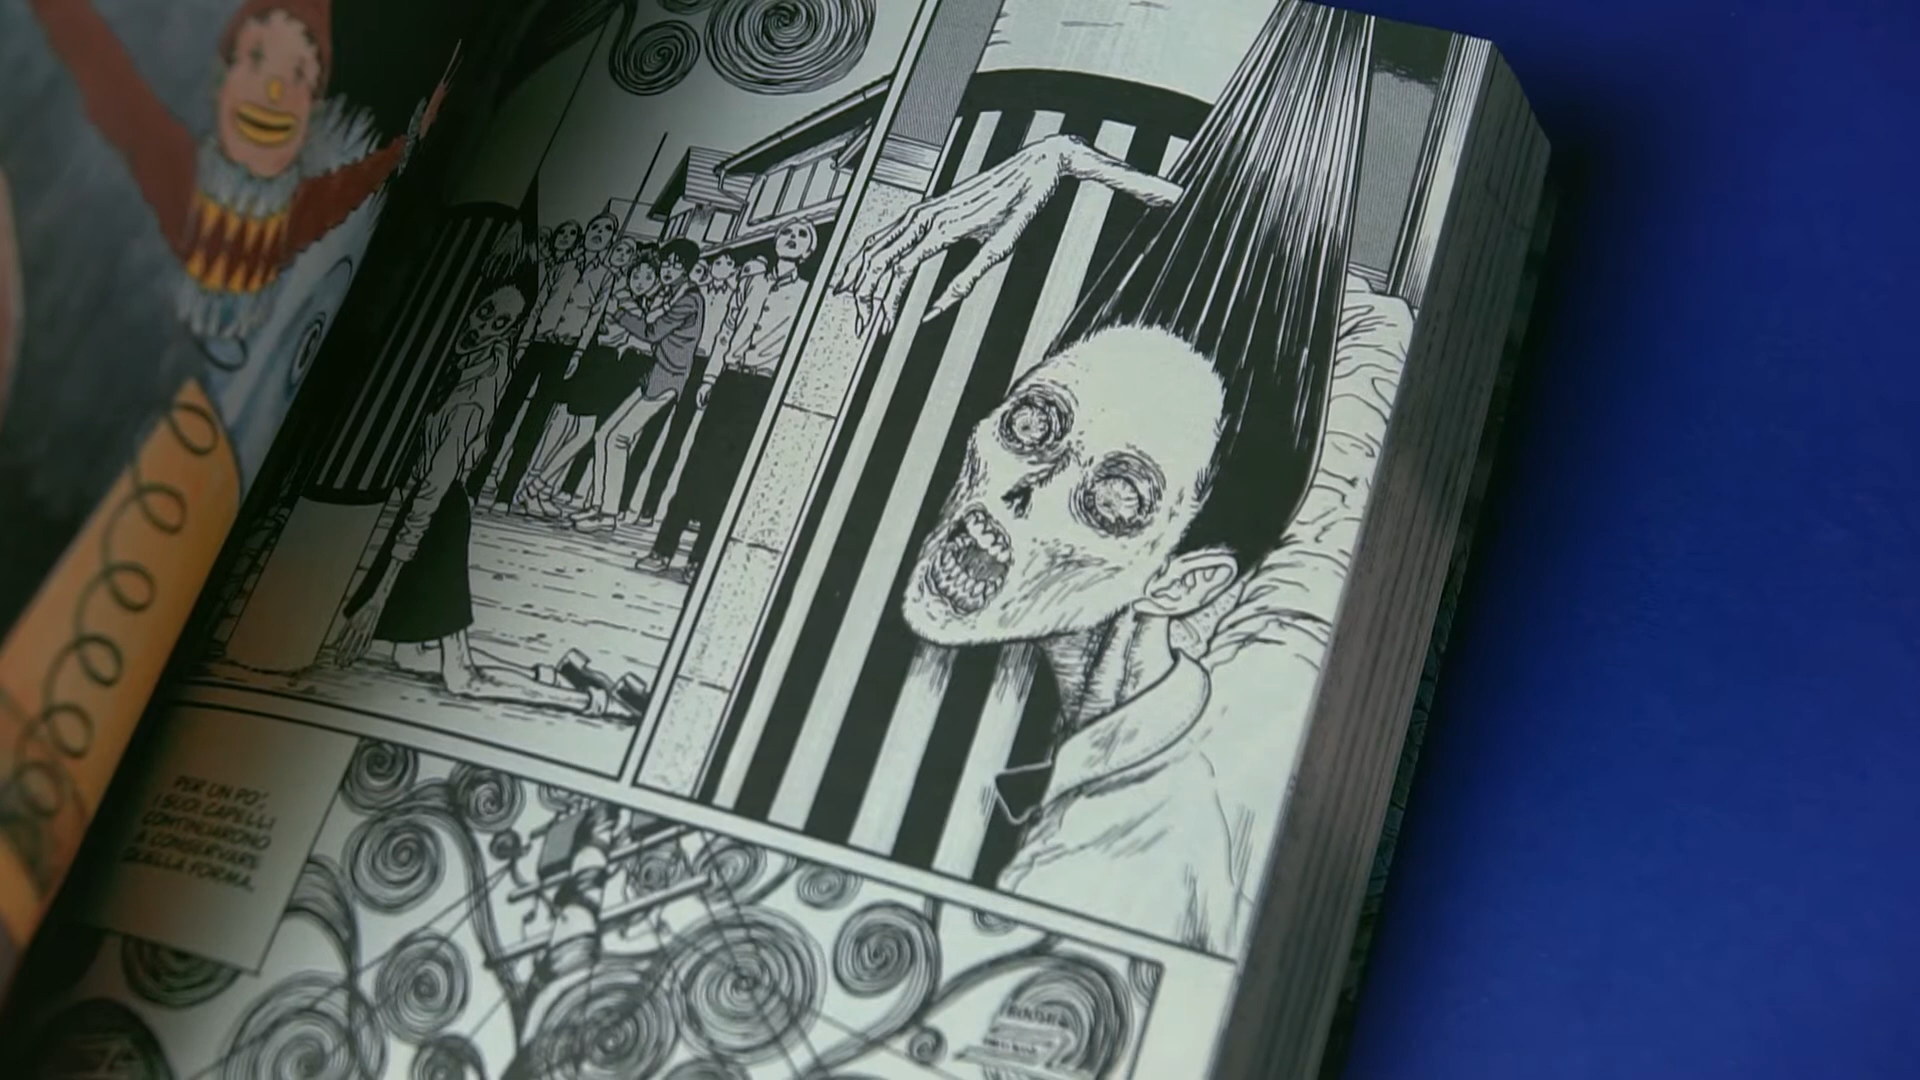 PER UN PO',
I SUOI CAPELLI
CONTINUARONO
A CONSERVARE
QUELLA FORMA.